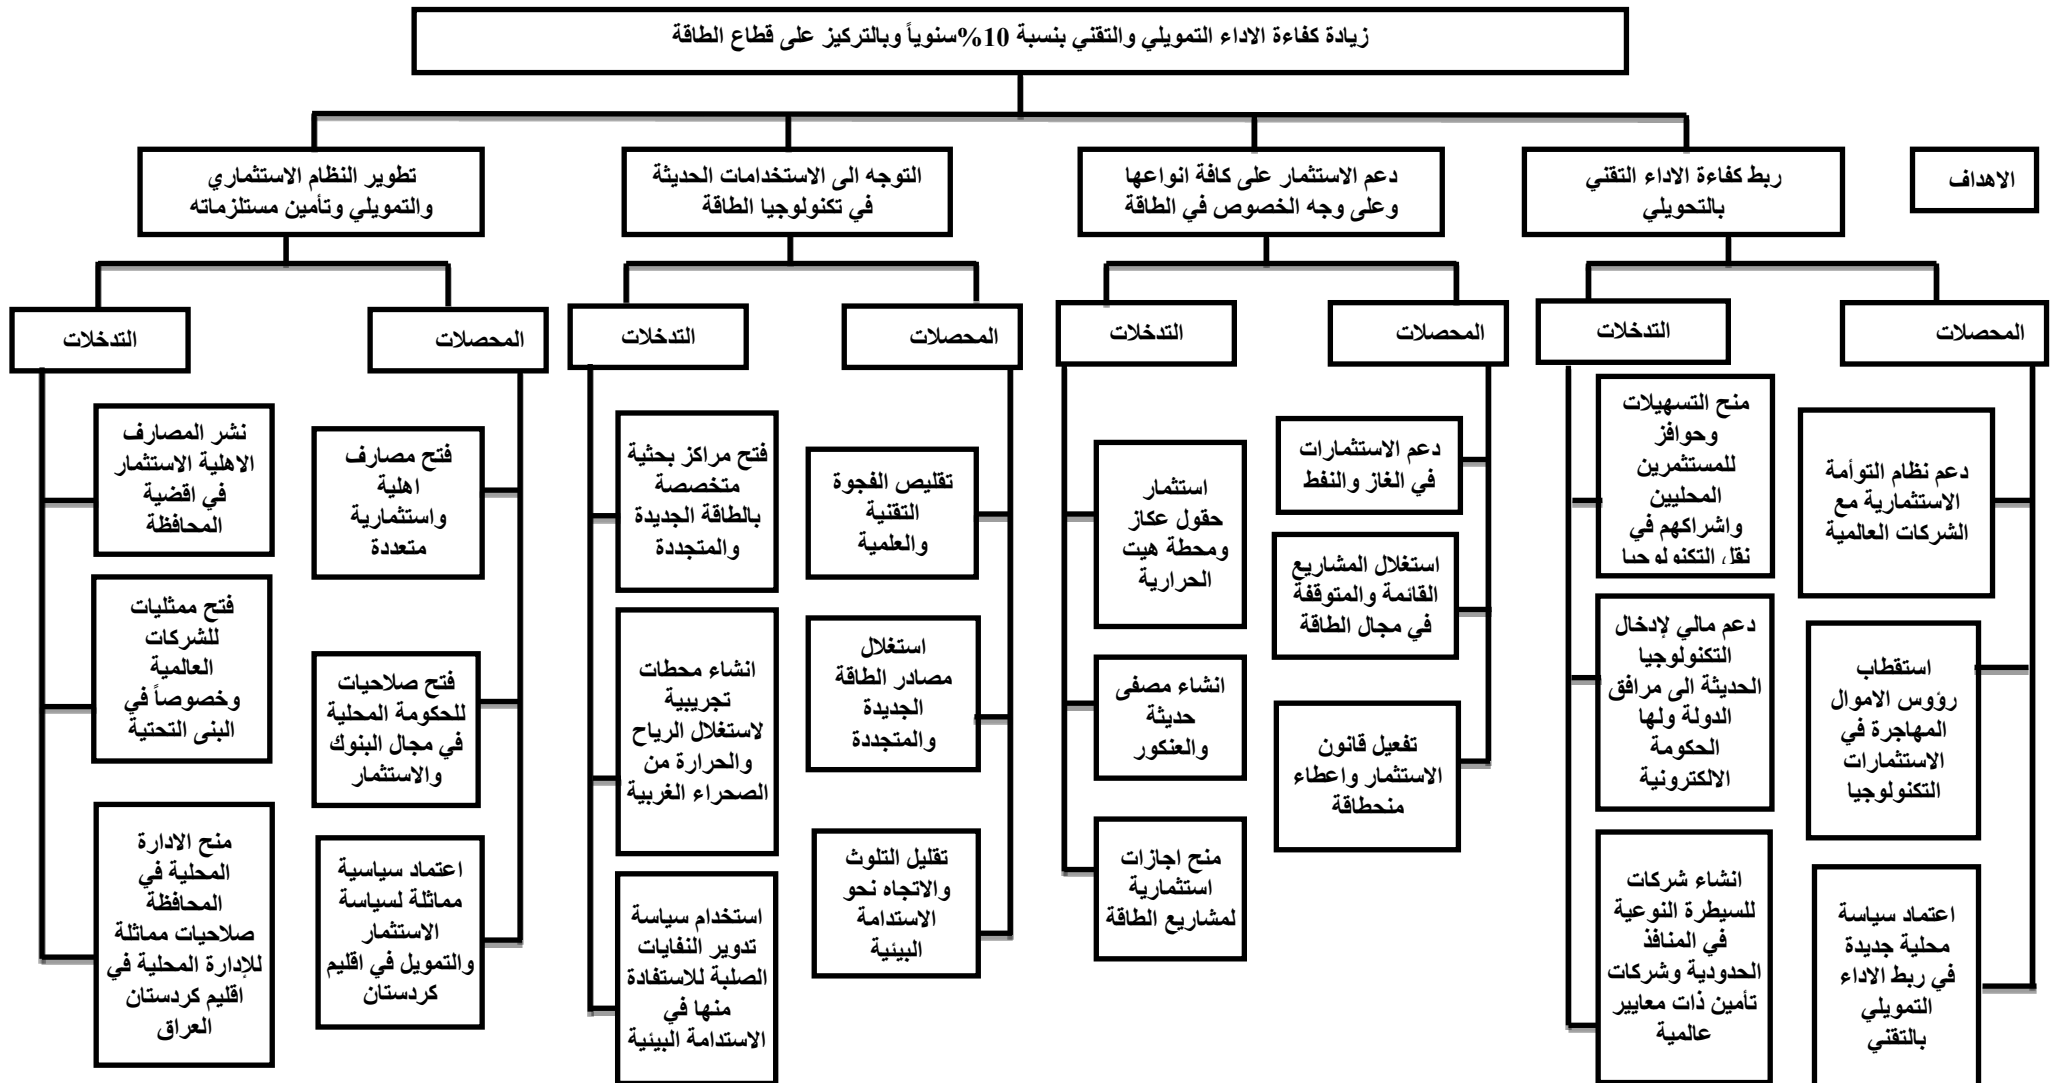 زيادة كفاءة الاداء التمويلي والتقني بنسبة 10%سنوياً وبالتركيز على قطاع الطاقة
الاهداف
ربط كفاءة الاداء التقني
بالتحويلي
دعم الاستثمار على كافة انواعها
وعلى وجه الخصوص في الطاقة
التوجه الى الاستخدامات الحديثة
في تكنولوجيا الطاقة
تطوير النظام الاستثماري
والتمويلي وتأمين مستلزماته
المحصلات
التدخلات
المحصلات
التدخلات
المحصلات
التدخلات
المحصلات
التدخلات
دعم نظام التوأمة
الاستثمارية مع
الشركات العالمية
استقطاب
رؤوس الاموال
المهاجرة في
الاستثمارات
التكنولوجيا
اعتماد سياسة
محلية جديدة
في ربط الاداء
التمويلي
بالتقني
منح التسهيلات
وحوافز
للمستثمرين
المحليين
واشراكهم في
نقل التكنولوجيا
دعم مالي لإدخال
التكنولوجيا
الحديثة الى مرافق
الدولة ولها
الحكومة
الالكترونية
انشاء شركات
للسيطرة النوعية
في المنافذ
الحدودية وشركات
تأمين ذات معايير
عالمية
دعم الاستثمارات
في الغاز والنفط
استغلال المشاريع
القائمة والمتوقفة
في مجال الطاقة
تفعيل قانون
الاستثمار واعطاء
منحطاقة
استثمار
حقول عكاز
ومحطة هيت
الحرارية
انشاء مصفى
حديثة
والعنكور
منح اجازات
استثمارية
لمشاريع الطاقة
تقليص الفجوة
التقنية
والعلمية
استغلال
مصادر الطاقة
الجديدة
والمتجددة
تقليل التلوث
والاتجاه نحو
الاستدامة
البيئية
فتح مراكز بحثية
متخصصة
بالطاقة الجديدة
والمتجددة
انشاء محطات
تجريبية
لاستغلال الرياح
والحرارة من
الصحراء الغربية
استخدام سياسة
تدوير النفايات
الصلبة للاستفادة
منها في
الاستدامة البيئية
فتح مصارف
اهلية
واستثمارية
متعددة
فتح صلاحيات
للحكومة المحلية
في مجال البنوك
والاستثمار
اعتماد سياسية
مماثلة لسياسة
الاستثمار
والتمويل في اقليم
كردستان
نشر المصارف
الاهلية الاستثمار
في اقضية
المحافظة
فتح ممثليات
للشركات
العالمية
وخصوصاً في
البنى التحتية
منح الادارة
المحلية في
المحافظة
صلاحيات مماثلة
للإدارة المحلية في
اقليم كردستان
العراق